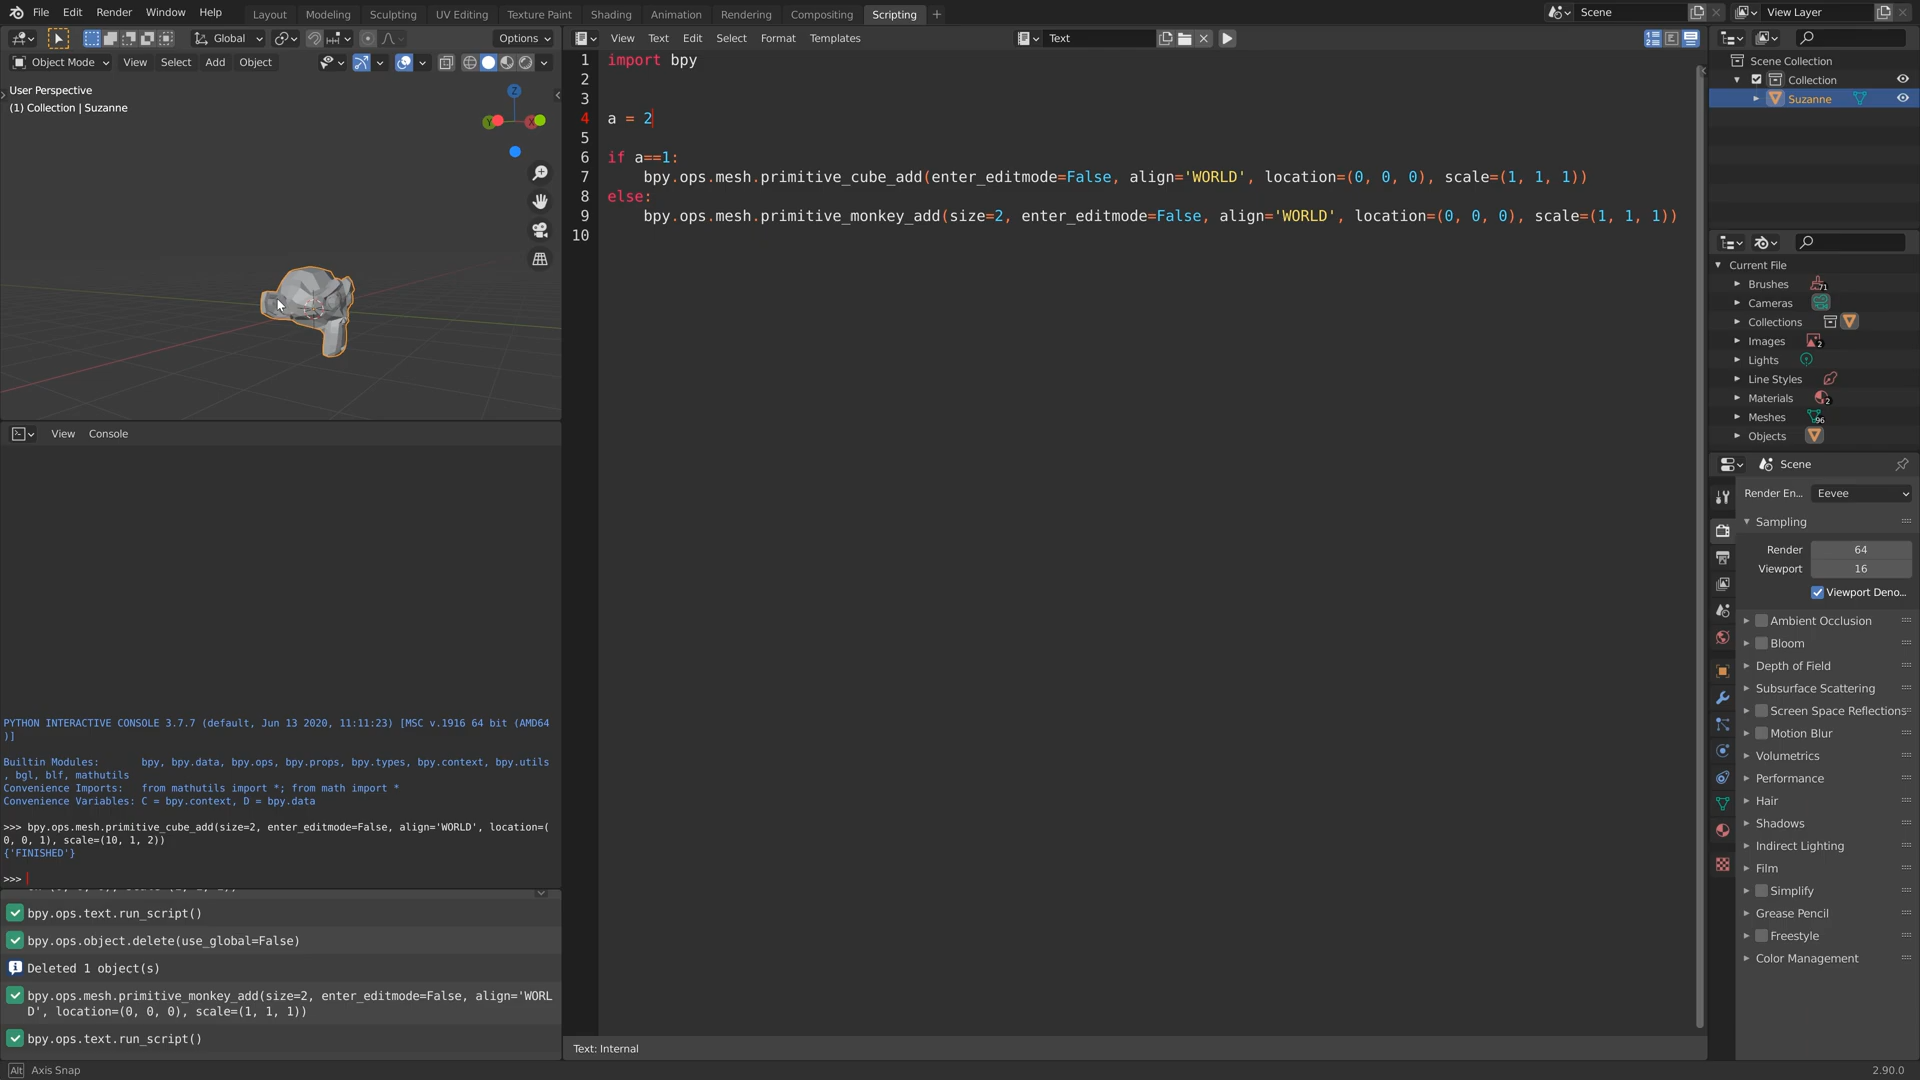 File Edit Render Window Help Layout Modeling Sculpting UV Editing Texture Paint Shading Animation Rendering Compositing Scripting + Scene View Layer
Global Options
Object Mode View Select Add Object
User Perspective
(1) Collection | Suzanne
Z
Y
X
View Text Edit Select Format Templates Text
1 import bpy
2
3
4 a = 2
5
6 if a==1:
7 bpy.ops.mesh.primitive_cube_add(enter_editmode=False, align='WORLD', location=(0, 0, 0), scale=(1, 1, 1))
8 else:
9 bpy.ops.mesh.primitive_monkey_add(size=2, enter_editmode=False, align='WORLD', location=(0, 0, 0), scale=(1, 1, 1))
10
Text: Internal
View Console
PYTHON INTERACTIVE CONSOLE 3.7.7 (default, Jun 13 2020, 11:11:23) [MSC v.1916 64 bit (AMD64
)]
Builtin Modules: bpy, bpy.data, bpy.ops, bpy.props, bpy.types, bpy.context, bpy.utils
, bgl, blf, mathutils
Convenience Imports: from mathutils import *; from math import *
Convenience Variables: C = bpy.context, D = bpy.data
>>> bpy.ops.mesh.primitive_cube_add(size=2, enter_editmode=False, align='WORLD', location=(
0, 0, 1), scale=(10, 1, 2))
{'FINISHED'}
>>>
bpy.ops.text.run_script()
bpy.ops.object.delete(use_global=False)
Deleted 1 object(s)
bpy.ops.mesh.primitive_monkey_add(size=2, enter_editmode=False, align='WORL
D', location=(0, 0, 0), scale=(1, 1, 1))
bpy.ops.text.run_script()
Scene Collection
Collection
Suzanne
Current File
Brushes 71
Cameras
Collections
Images 2
Lights
Line Styles
Materials 2
Meshes 96
Objects
Scene
Render En... Eevee
Sampling
Render 64
Viewport 16
Viewport Deno...
Ambient Occlusion
Bloom
Depth of Field
Subsurface Scattering
Screen Space Reflections
Motion Blur
Volumetrics
Performance
Hair
Shadows
Indirect Lighting
Film
Simplify
Grease Pencil
Freestyle
Color Management
Alt Axis Snap
2.90.0